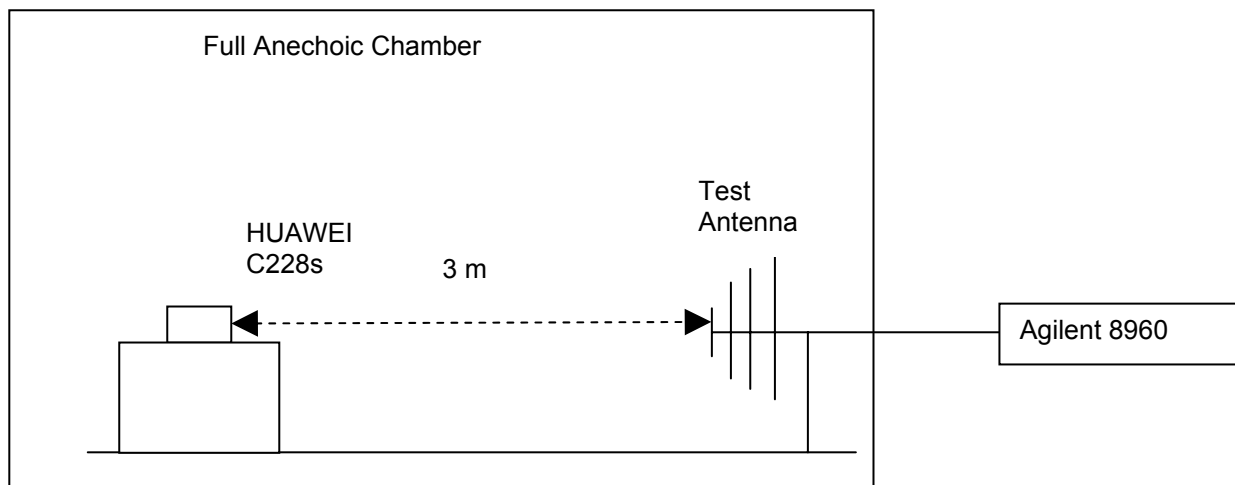 Full Anechoic Chamber
Test
Antenna
HUAWEI
C228s
3 m
Agilent 8960